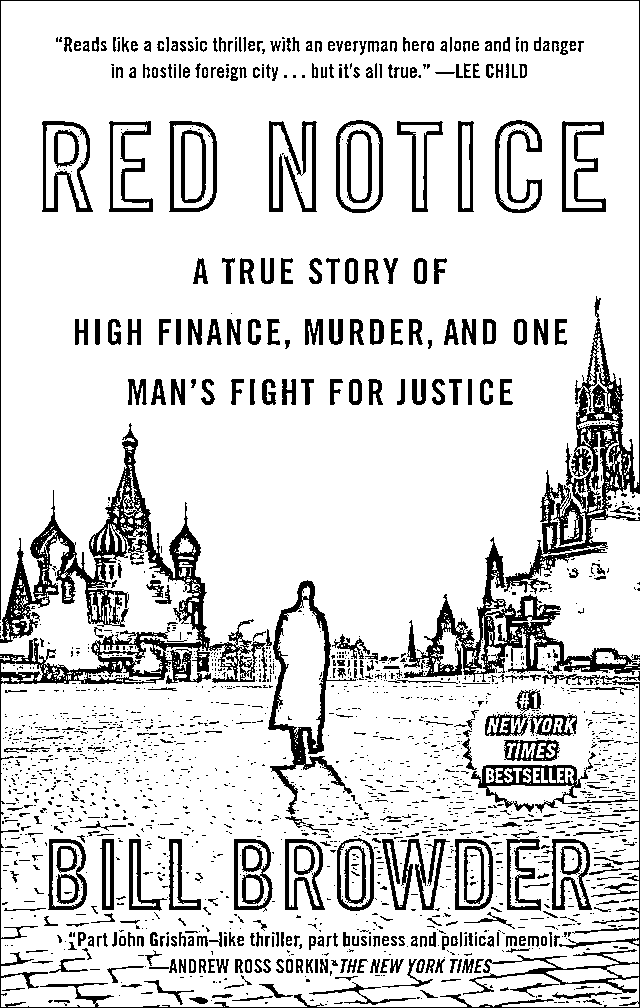 “Reads like a classic thriller, with an everyman hero alone and in danger
in a hostile foreign city . . . but it’s all true.” —LEE CHILD
RED NOTICE
A TRUE STORY OF
HIGH FINANCE, MURDER, AND ONE
MAN’S FIGHT FOR JUSTICE
#1
NEW YORK
TIMES
BESTSELLER
BILL BROWDER
“Part John Grisham–like thriller, part business and political memoir.”
—ANDREW ROSS SORKIN, THE NEW YORK TIMES